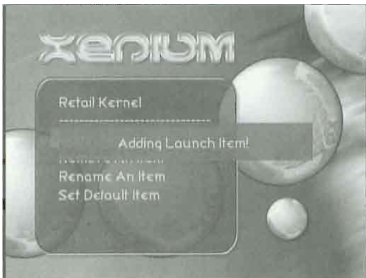 XENIUM
Retail Kernel
--------------------------------
Adding Launch Item!
Rename An Item
Set Default Item